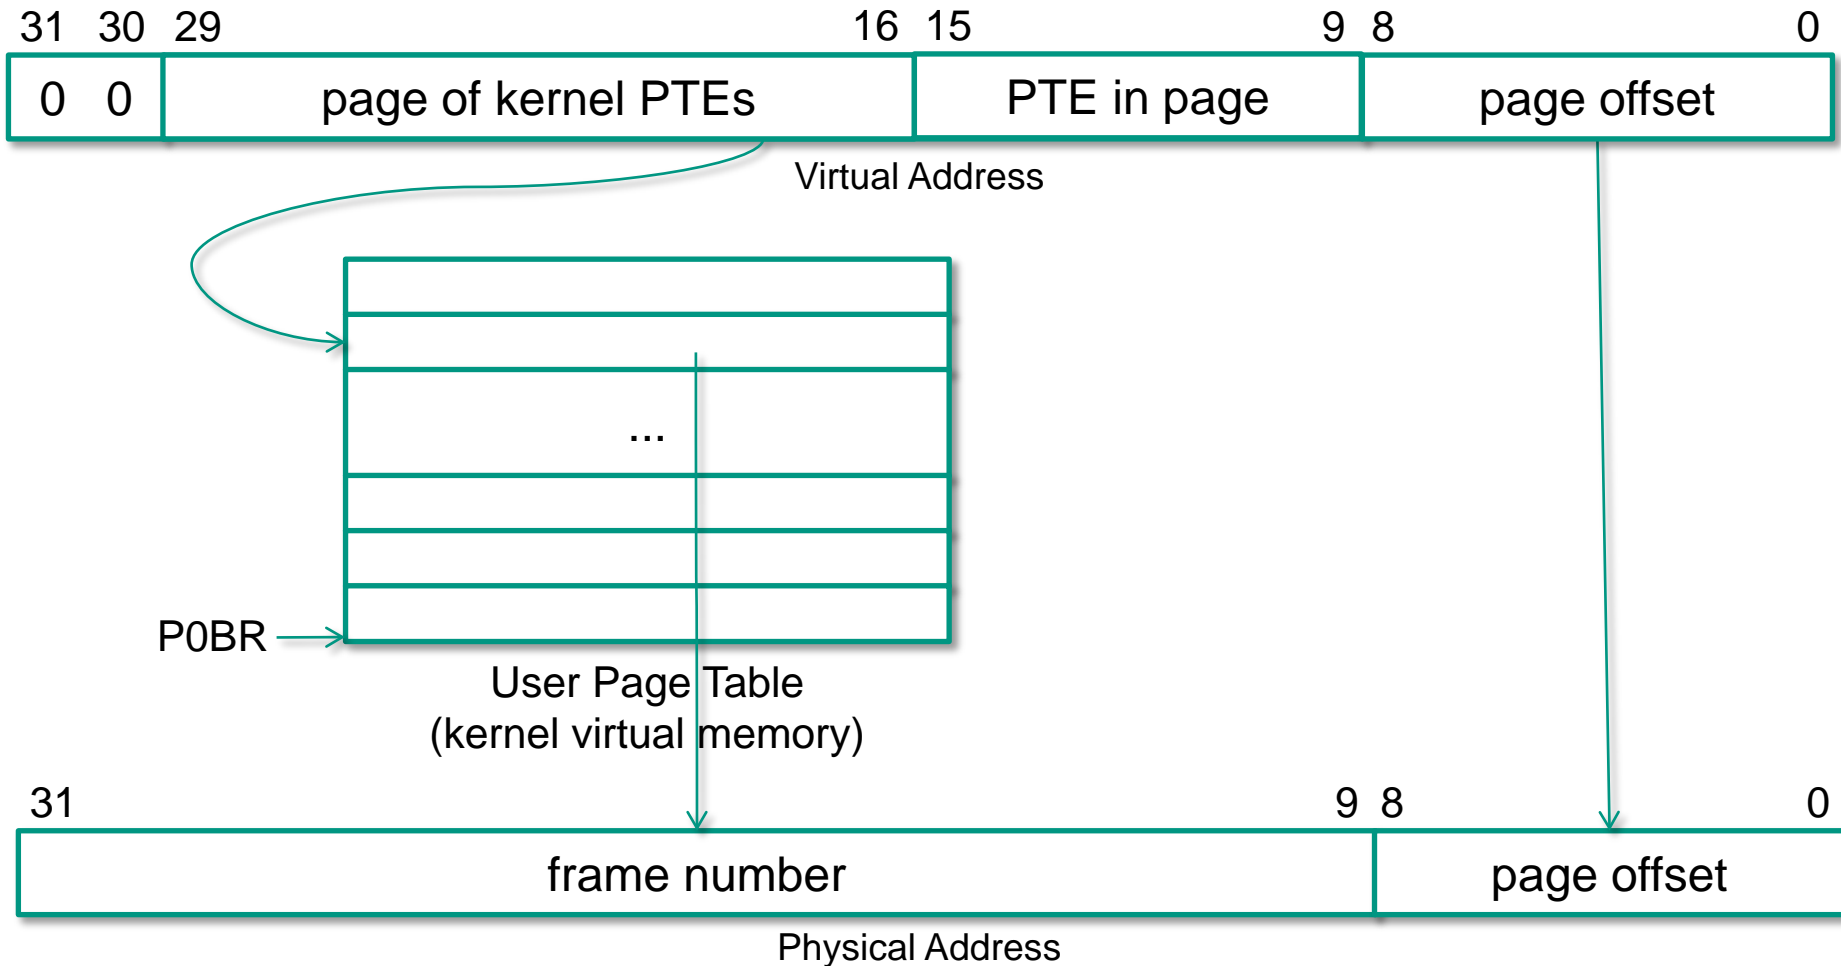 31 30 29 16 15 9 8 0
0 0 page of kernel PTEs PTE in page page offset
Virtual Address
...
P0BR
User Page Table
(kernel virtual memory)
31 9 8 0
frame number page offset
Physical Address